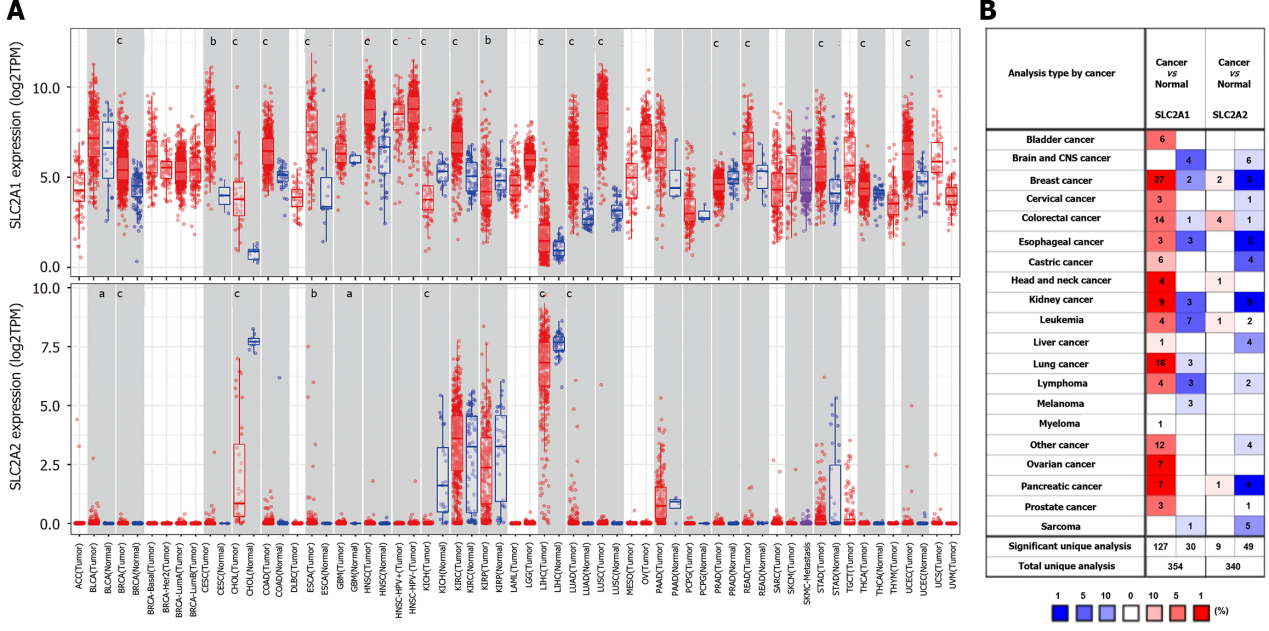 A
SLC2A1 expression (log2TPM)
10.0
5.0
0.0
c b c c c c c c c b c c c c c c c c
SLC2A2 expression (log2TPM)
10.0
7.5
5.0
2.5
0.0
a c c b a c c c
ACC(Tumor)
BLCA(Tumor)
BLCA(Normal)
BRCA(Tumor)
BRCA(Normal)
BRCA-Basal(Tumor)
BRCA-Her2(Tumor)
BRCA-LumA(Tumor)
BRCA-LumB(Tumor)
CESC(Tumor)
CESC(Normal)
CHOL(Tumor)
CHOL(Normal)
COAD(Tumor)
COAD(Normal)
DLBC(Tumor)
ESCA(Tumor)
ESCA(Normal)
GBM(Tumor)
GBM(Normal)
HNSC(Tumor)
HNSC(Normal)
HNSC-HPV+(Tumor)
HNSC-HPV-(Tumor)
KICH(Tumor)
KICH(Normal)
KIRC(Tumor)
KIRC(Normal)
KIRP(Tumor)
KIRP(Normal)
LAML(Tumor)
LGG(Tumor)
LIHC(Tumor)
LIHC(Normal)
LUAD(Tumor)
LUAD(Normal)
LUSC(Tumor)
LUSC(Normal)
MESO(Tumor)
OV(Tumor)
PAAD(Tumor)
PAAD(Normal)
PCPG(Tumor)
PCPG(Normal)
PRAD(Tumor)
PRAD(Normal)
READ(Tumor)
READ(Normal)
SARC(Tumor)
SKCM(Tumor)
SKMC-Metastasis
STAD(Tumor)
STAD(Normal)
TGCT(Tumor)
THCA(Tumor)
THCA(Normal)
THYM(Tumor)
UCEC(Tumor)
UCEC(Normal)
UCS(Tumor)
UVM(Tumor)
B
Analysis type by cancer
Cancer
vs
Normal
SLC2A1
Cancer
vs
Normal
SLC2A2
Bladder cancer 6
Brain and CNS cancer 4 6
Breast cancer 27 2 2 5
Cervical cancer 3 1
Colorectal cancer 14 1 4 1
Esophageal cancer 3 3
Castric cancer 6 4
Head and neck cancer 4 1
Kidney cancer 9 3
Leukemia 4 7 1 2
Liver cancer 1 4
Lung cancer 16 3
Lymphoma 4 3 2
Melanoma 3
Myeloma 1
Other cancer 12 4
Ovarian cancer 7
Pancreatic cancer 7 1 4
Prostate cancer 3 1
Sarcoma 1 5
Significant unique analysis 127 30 9 49
Total unique analysis 354 340
1 5 10 0 10 5 1 (%)